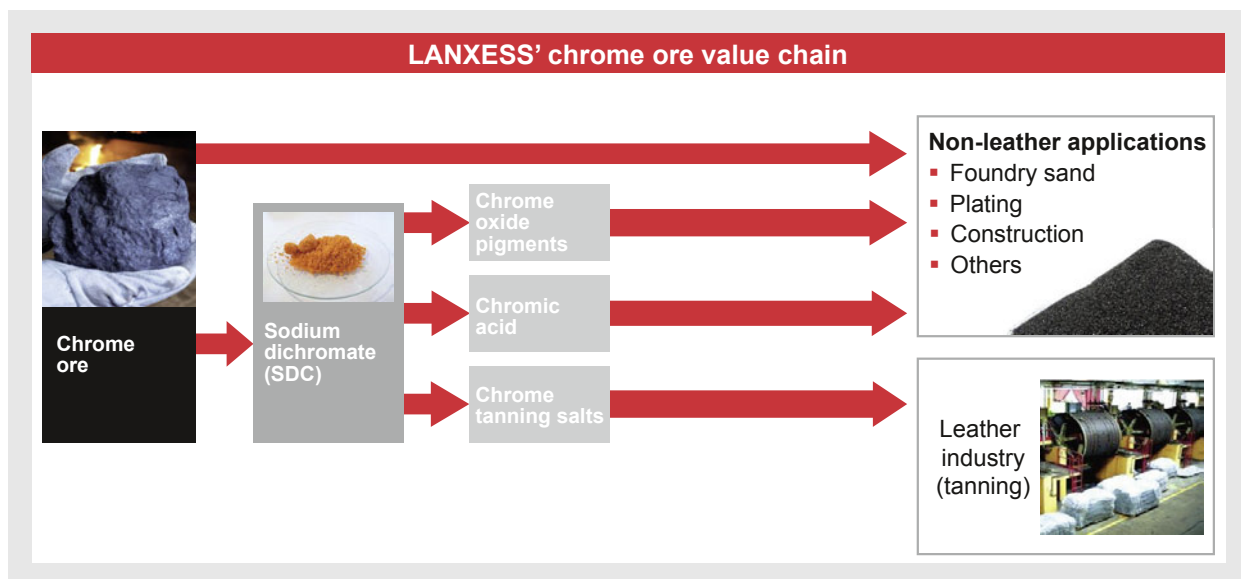 LANXESS’ chrome ore value chain
Chrome
ore
Sodium
dichromate
(SDC)
Chrome
oxide
pigments
Chromic
acid
Chrome
tanning salts
Non-leather applications
▪ Foundry sand
▪ Plating
▪ Construction
▪ Others
Leather
industry
(tanning)